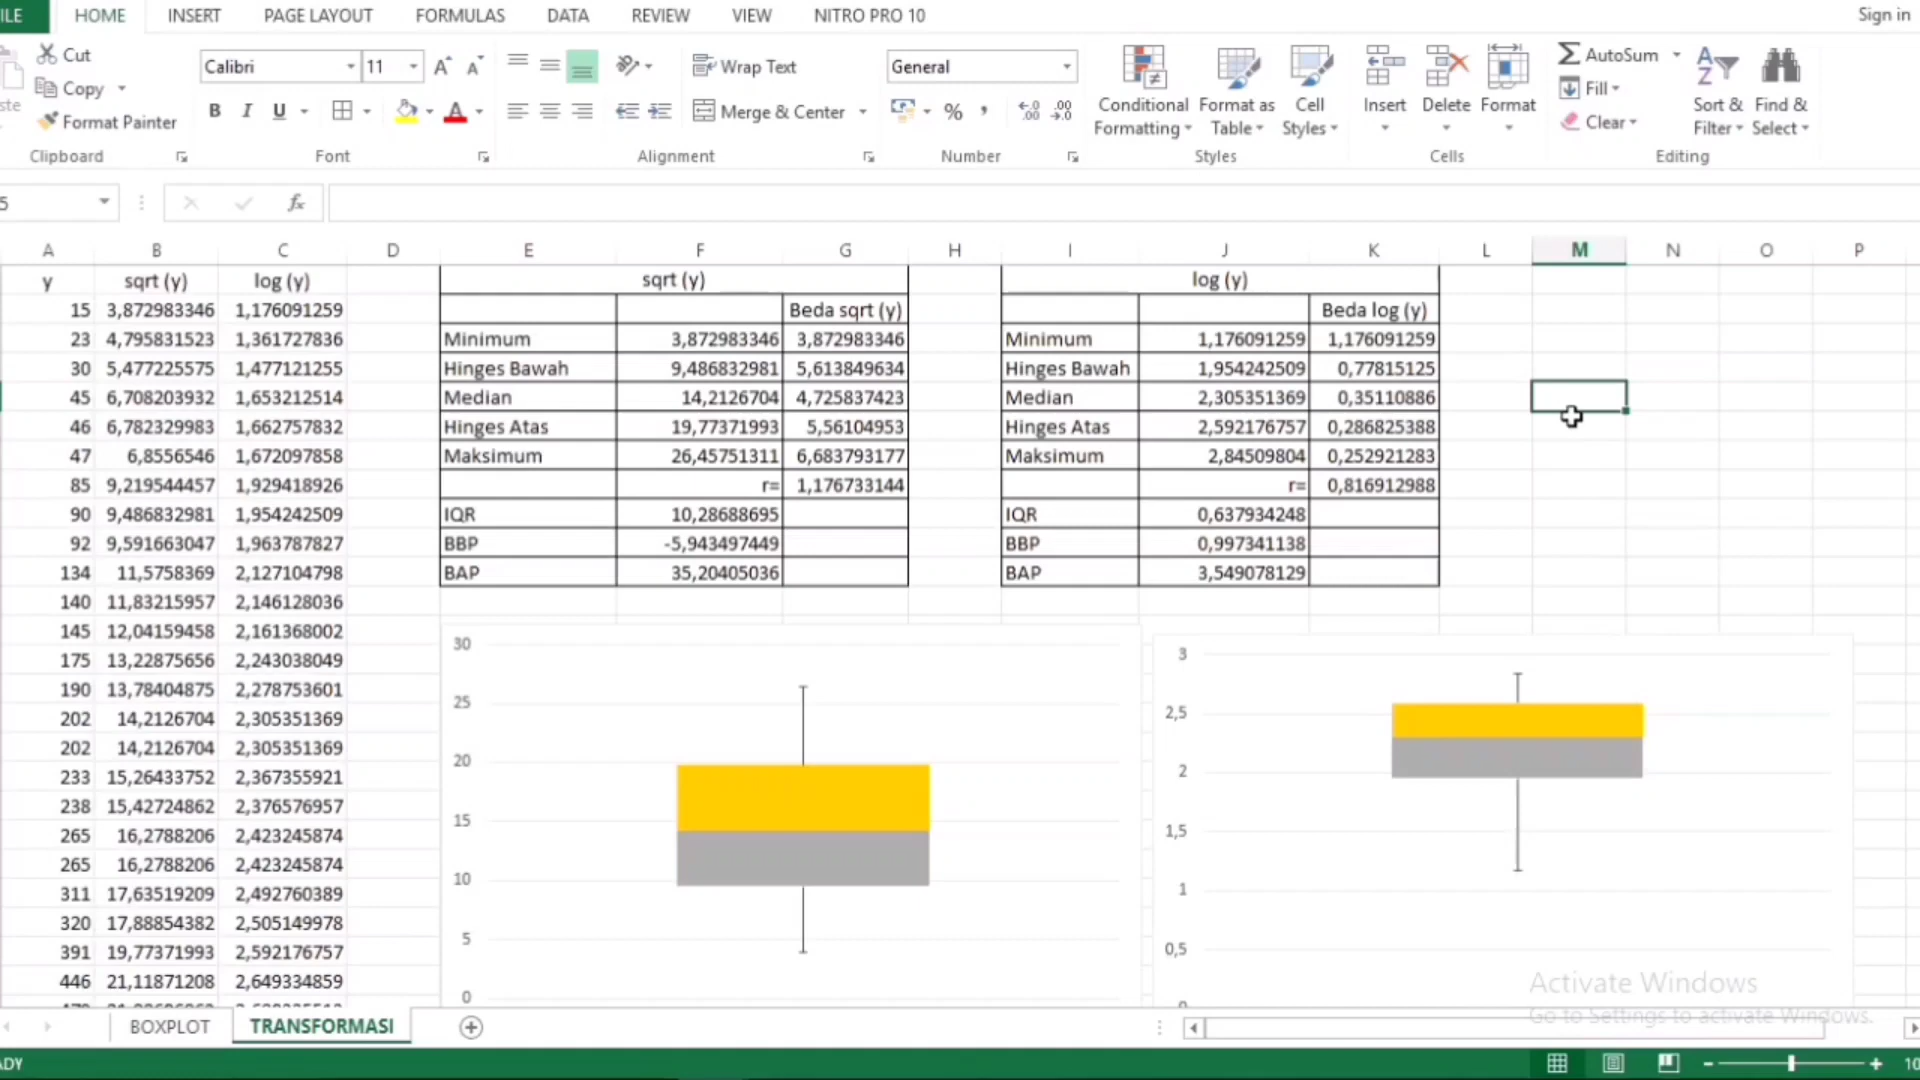 ILE HOME INSERT PAGE LAYOUT FORMULAS DATA REVIEW VIEW NITRO PRO 10 Sign in
Cut
Copy
Format Painter
Clipboard
Calibri 11
B I U
Font
Wrap Text
Merge & Center
Alignment
General
%
Number
Conditional Formatting
Format as Table
Cell Styles
Styles
Insert
Delete
Format
Cells
AutoSum
Fill
Clear
Sort & Filter
Find & Select
Editing
5 fx
A B C D E F G H I J K L M N O P
y sqrt (y) log (y) sqrt (y) log (y)
15 3,872983346 1,176091259 Beda sqrt (y) Beda log (y)
23 4,795831523 1,361727836 Minimum 3,872983346 3,872983346 Minimum 1,176091259 1,176091259
30 5,477225575 1,477121255 Hinges Bawah 9,486832981 5,613849634 Hinges Bawah 1,954242509 0,77815125
45 6,708203932 1,653212514 Median 14,2126704 4,725837423 Median 2,305351369 0,35110886
46 6,782329983 1,662757832 Hinges Atas 19,77371993 5,56104953 Hinges Atas 2,592176757 0,286825388
47 6,8556546 1,672097858 Maksimum 26,45751311 6,683793177 Maksimum 2,84509804 0,252921283
85 9,219544457 1,929418926 r= 1,176733144 r= 0,816912988
90 9,486832981 1,954242509 IQR 10,28688695 IQR 0,637934248
92 9,591663047 1,963787827 BBP -5,943497449 BBP 0,997341138
134 11,5758369 2,127104798 BAP 35,20405036 BAP 3,549078129
140 11,83215957 2,146128036
145 12,04159458 2,161368002
175 13,22875656 2,243038049
190 13,78404875 2,278753601
202 14,2126704 2,305351369
202 14,2126704 2,305351369
233 15,26433752 2,367355921
238 15,42724862 2,376576957
265 16,2788206 2,423245874
265 16,2788206 2,423245874
311 17,63519209 2,492760389
320 17,88854382 2,505149978
391 19,77371993 2,592176757
446 21,11871208 2,649334859
30
25
20
15
10
5
0
3
2,5
2
1,5
1
0,5
Activate Windows
Go to Settings to activate Windows.
BOXPLOT TRANSFORMASI
ADY
10